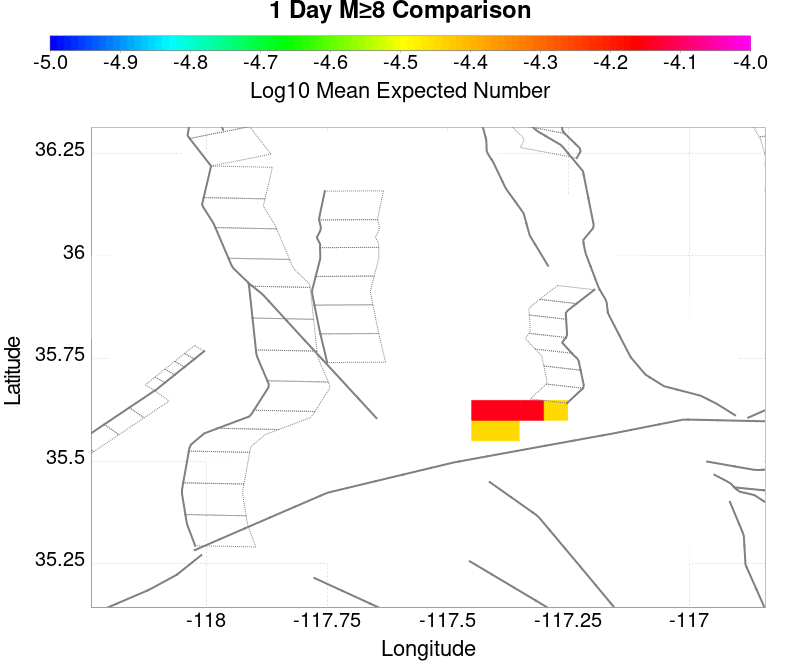 1 Day M≥8 Comparison
-5.0 -4.9 -4.8 -4.7 -4.6 -4.5 -4.4 -4.3 -4.2 -4.1 -4.0
Log10 Mean Expected Number
36.25
36
35.75
35.5
35.25
Latitude
-118 -117.75 -117.5 -117.25 -117
Longitude